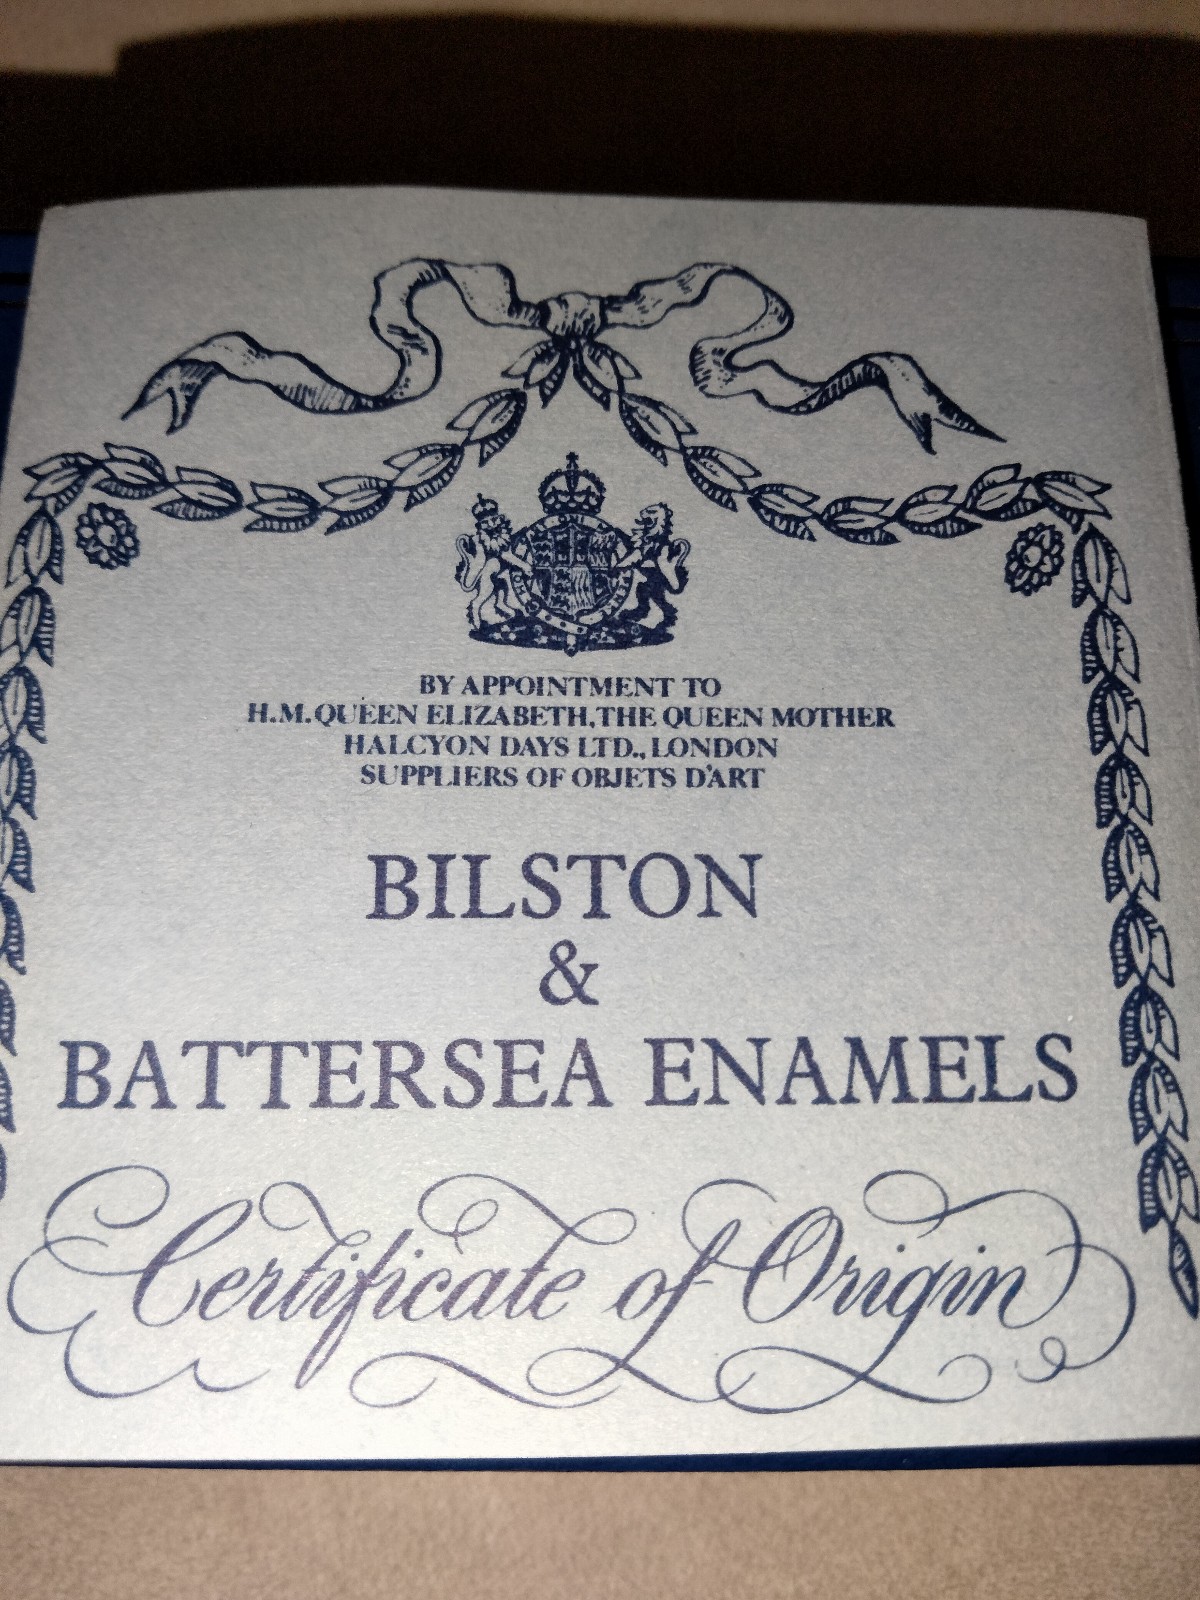 BY APPOINTMENT TO
H.M. QUEEN ELIZABETH, THE QUEEN MOTHER
HALCYON DAYS LTD., LONDON
SUPPLIERS OF OBJETS D'ART
BILSTON
&
BATTERSEA ENAMELS
Certificate of Origin